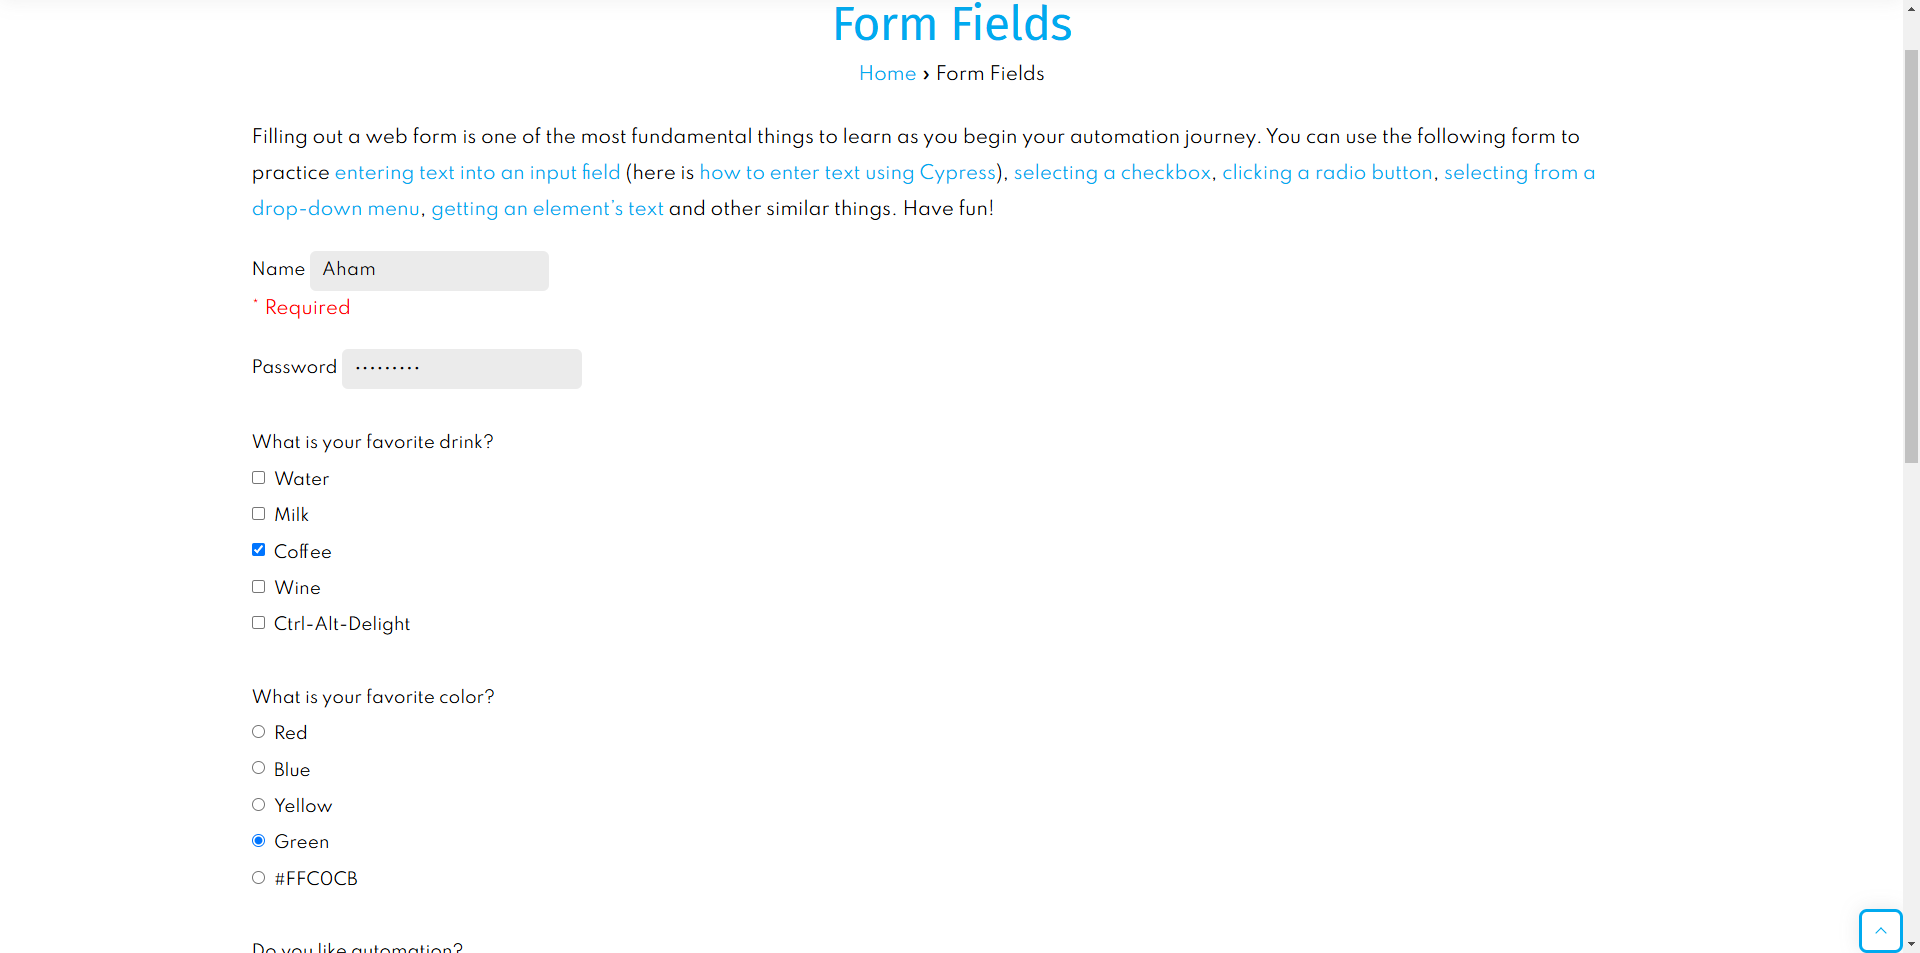 Form Fields
Home › Form Fields
Filling out a web form is one of the most fundamental things to learn as you begin your automation journey. You can use the following form to
practice entering text into an input field (here is how to enter text using Cypress), selecting a checkbox, clicking a radio button, selecting from a
drop-down menu, getting an element’s text and other similar things. Have fun!
Name Aham
* Required
Password •••••••••
What is your favorite drink?
Water
Milk
Coffee
Wine
Ctrl-Alt-Delight
What is your favorite color?
Red
Blue
Yellow
Green
#FFC0CB
Do you like automation?